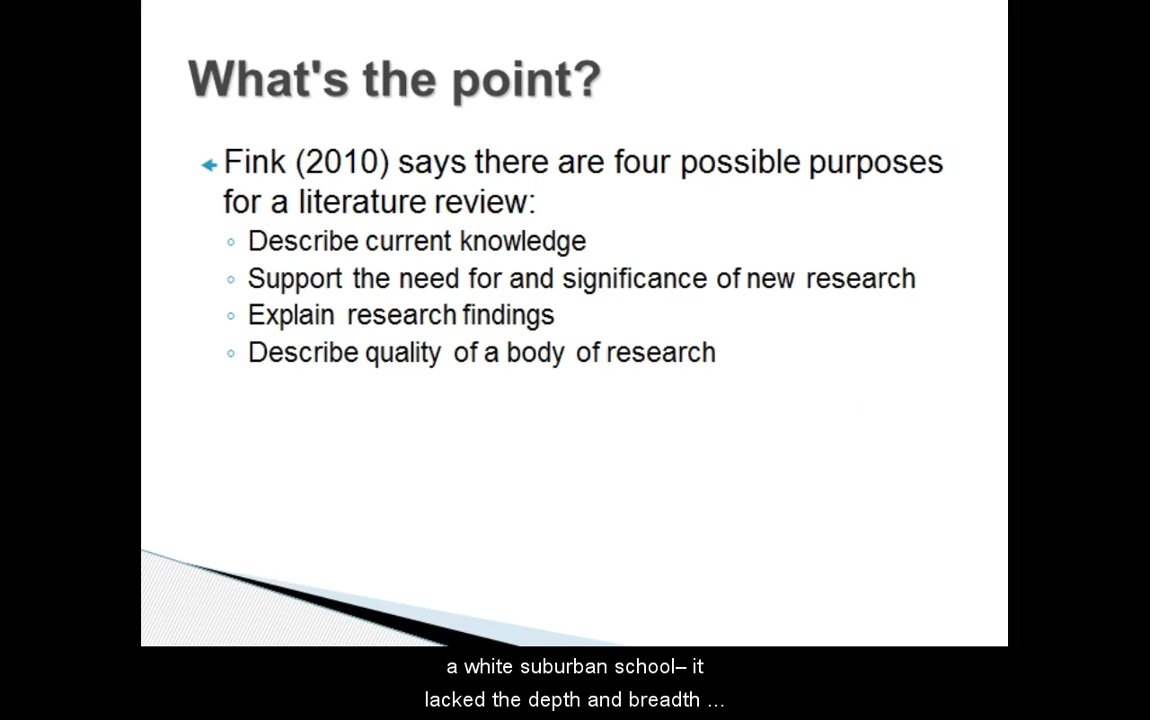 What's the point?
Fink (2010) says there are four possible purposes
for a literature review:
Describe current knowledge
Support the need for and significance of new research
Explain research findings
Describe quality of a body of research
a white suburban school– it
lacked the depth and breadth ...